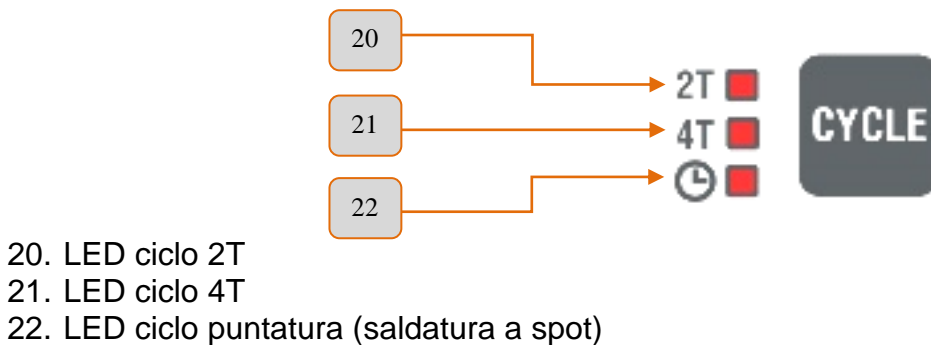 20
2T
21
4T
CYCLE
22
20. LED ciclo 2T
21. LED ciclo 4T
22. LED ciclo puntatura (saldatura a spot)